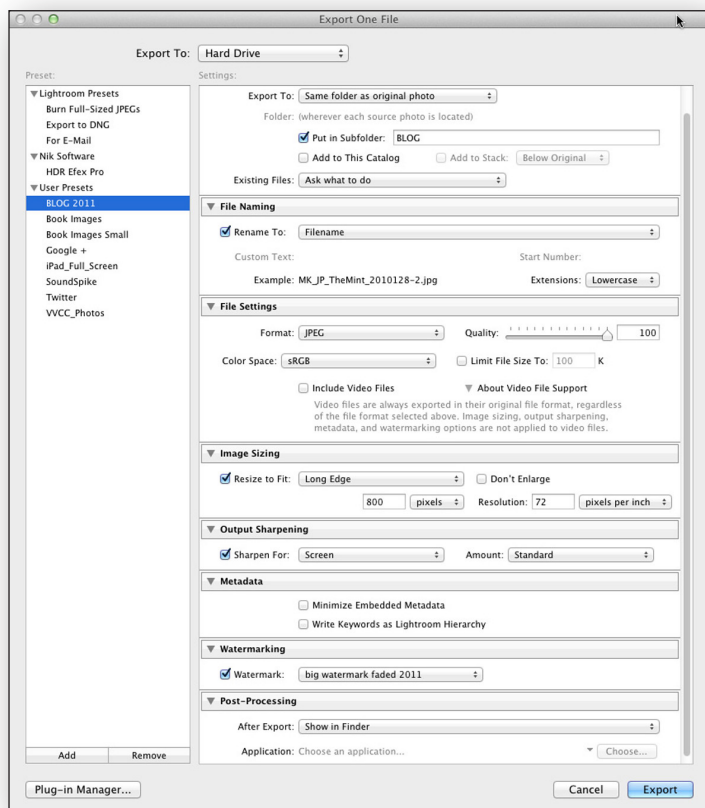 Export One File
Export To: Hard Drive
Preset:
Lightroom Presets
Burn Full-Sized JPEGs
Export to DNG
For E-Mail
Nik Software
HDR Efex Pro
User Presets
BLOG 2011
Book Images
Book Images Small
Google +
iPad_Full_Screen
SoundSpike
Twitter
VVCC_Photos
Add Remove
Plug-in Manager...
Settings:
Export To: Same folder as original photo
Folder: (wherever each source photo is located)
Put in Subfolder: BLOG
Add to This Catalog Add to Stack: Below Original
Existing Files: Ask what to do
File Naming
Rename To: Filename
Custom Text: Start Number:
Example: MK_JP_TheMint_2010128-2.jpg Extensions: Lowercase
File Settings
Format: JPEG Quality: 100
Color Space: sRGB Limit File Size To: 100 K
Include Video Files About Video File Support
Video files are always exported in their original file format, regardless
of the file format selected above. Image sizing, output sharpening,
metadata, and watermarking options are not applied to video files.
Image Sizing
Resize to Fit: Long Edge Don't Enlarge
800 pixels Resolution: 72 pixels per inch
Output Sharpening
Sharpen For: Screen Amount: Standard
Metadata
Minimize Embedded Metadata
Write Keywords as Lightroom Hierarchy
Watermarking
Watermark: big watermark faded 2011
Post-Processing
After Export: Show in Finder
Application: Choose an application... Choose...
Cancel Export